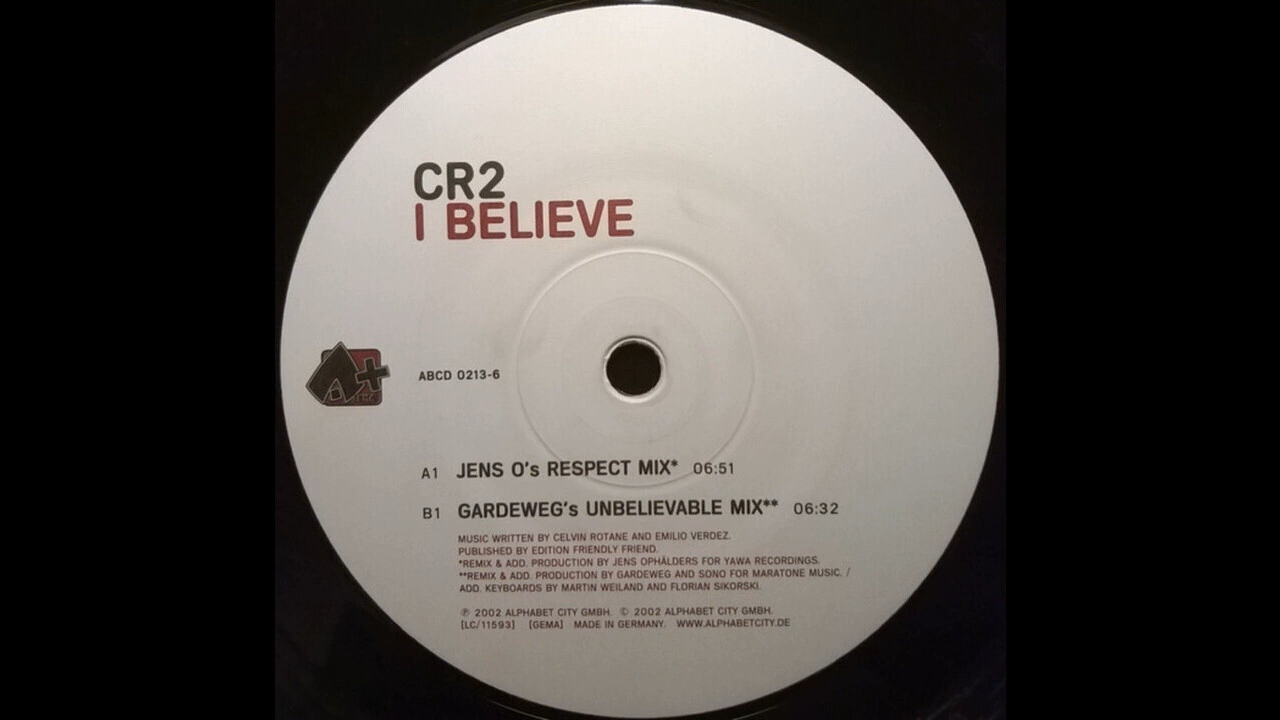 CR2
I BELIEVE
A+
ABCD 0213-6
A1 JENS O's RESPECT MIX* 06:51
B1 GARDEWEG's UNBELIEVABLE MIX** 06:32
MUSIC WRITTEN BY CELVIN ROTANE AND EMILIO VERDEZ.
PUBLISHED BY EDITION FRIENDLY FRIEND.
*REMIX & ADD. PRODUCTION BY JENS OPHÄLDERS FOR YAWA RECORDINGS.
**REMIX & ADD. PRODUCTION BY GARDEWEG AND SONO FOR MARATONE MUSIC. /
ADD. KEYBOARDS BY MARTIN WEILAND AND FLORIAN SIKORSKI.
℗ 2002 ALPHABET CITY GMBH. © 2002 ALPHABET CITY GMBH.
[LC/11593] [GEMA] MADE IN GERMANY. WWW.ALPHABETCITY.DE